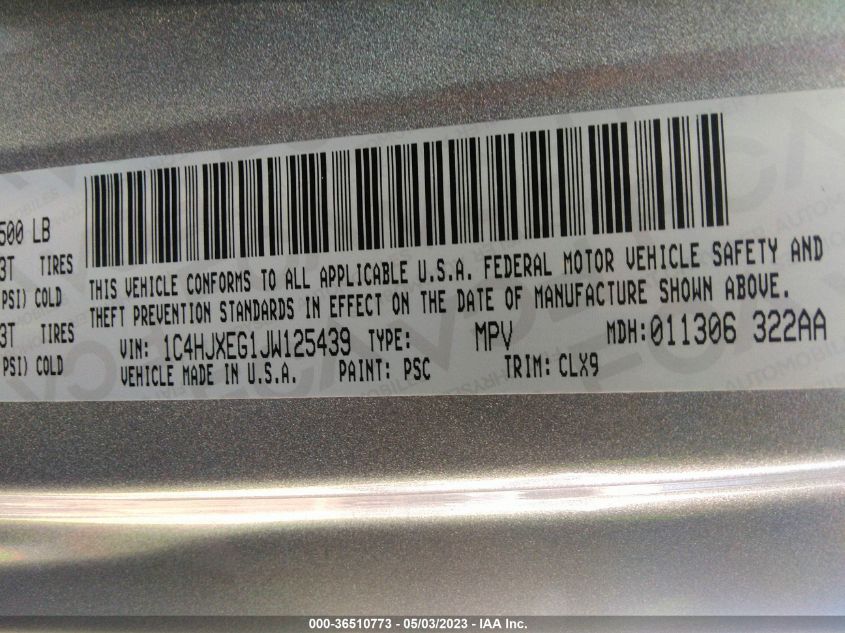 500 LB
3T TIRES
PSI) COLD
3T TIRES
PSI) COLD
THIS VEHICLE CONFORMS TO ALL APPLICABLE U.S.A. FEDERAL MOTOR VEHICLE SAFETY AND
THEFT PREVENTION STANDARDS IN EFFECT ON THE DATE OF MANUFACTURE SHOWN ABOVE.
VIN: 1C4HJXEG1JW125439 TYPE: MPV MDH:011306 322AA
VEHICLE MADE IN U.S.A. PAINT: PSC TRIM: CLX9
000-36510773 - 05/03/2023 - IAA Inc.